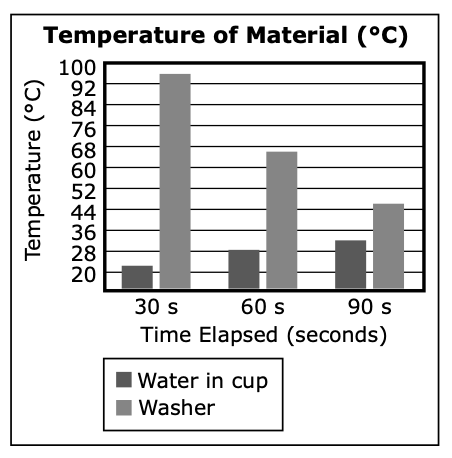 Temperature of Material (°C)
Temperature (°C)
100
92
84
76
68
60
52
44
36
28
20
30 s 60 s 90 s
Time Elapsed (seconds)
Water in cup
Washer